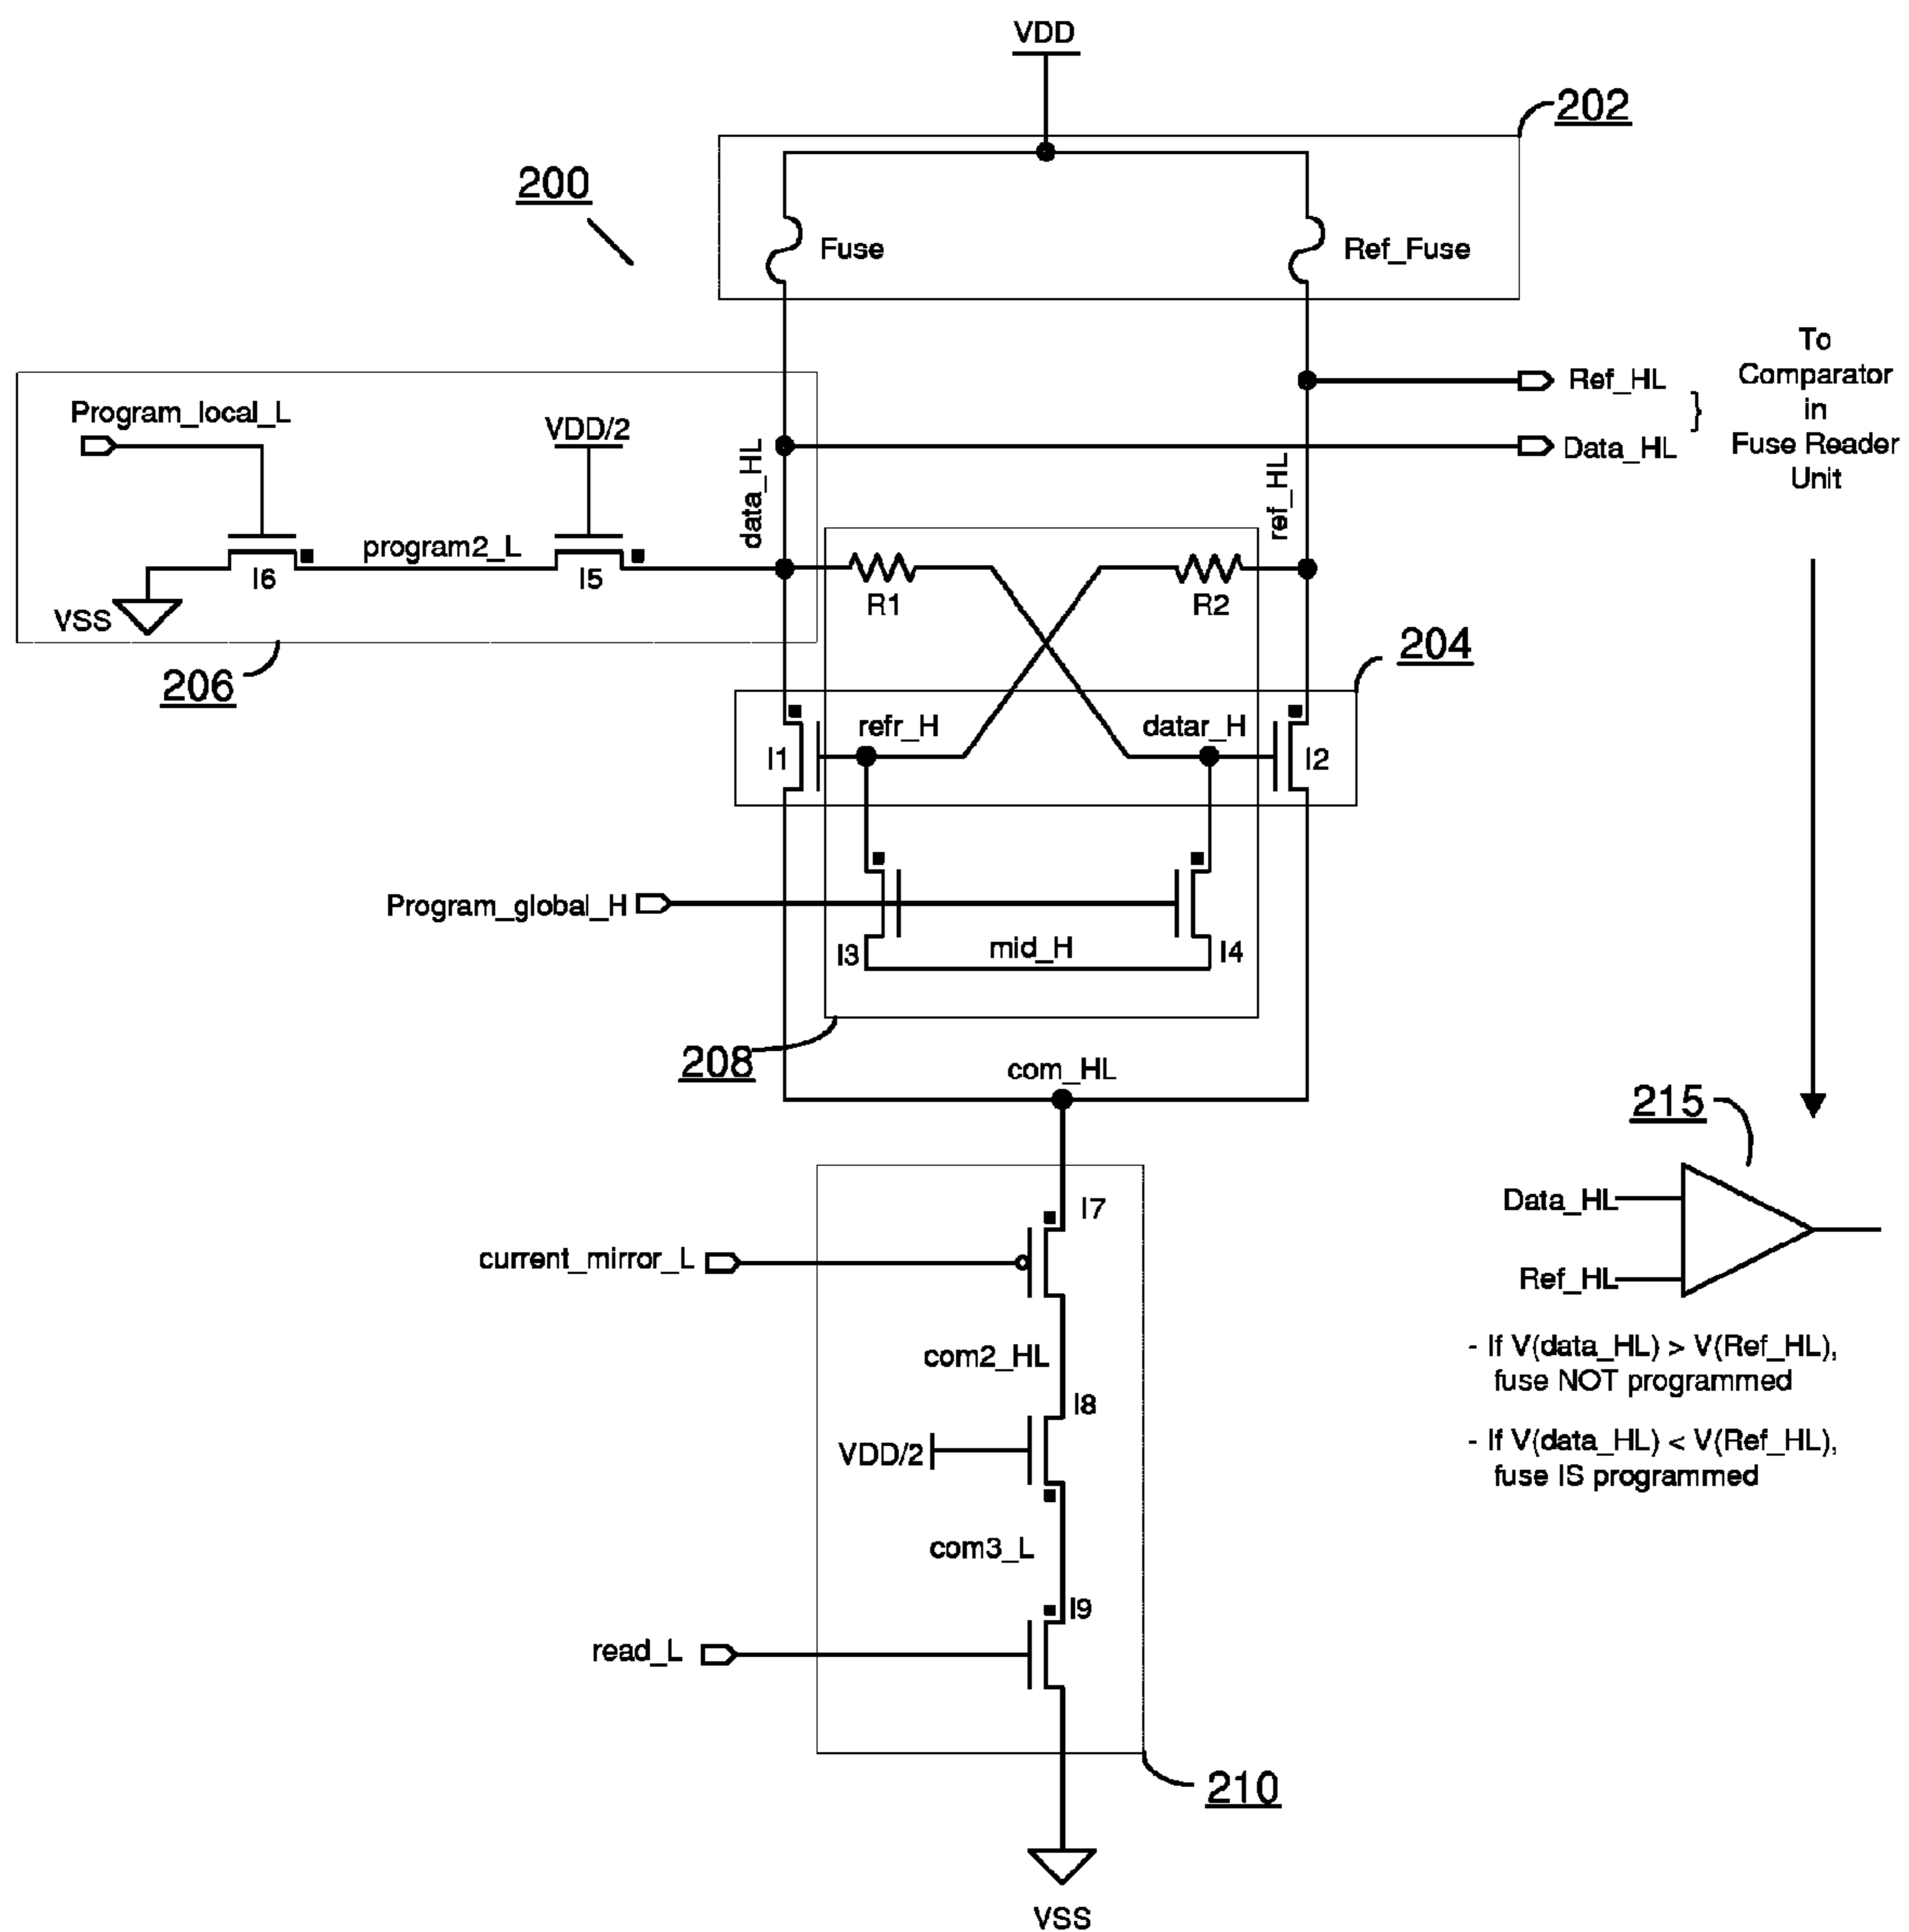 VDD
202
200
Fuse
Ref_Fuse
To
Comparator
in
Fuse Reader
Unit
Ref_HL
}
Data_HL
Program_local_L
VDD/2
data_HL
ref_HL
program2_L
I6
I5
VSS
R1
R2
206
204
refr_H
datar_H
I1
I2
Program_global_H
I3
mid_H
I4
208
com_HL
215
I7
Data_HL
current_mirror_L
Ref_HL
- If V(data_HL) > V(Ref_HL),
fuse NOT programmed
com2_HL
I8
- If V(data_HL) < V(Ref_HL),
fuse IS programmed
VDD/2
com3_L
I9
read_L
210
VSS